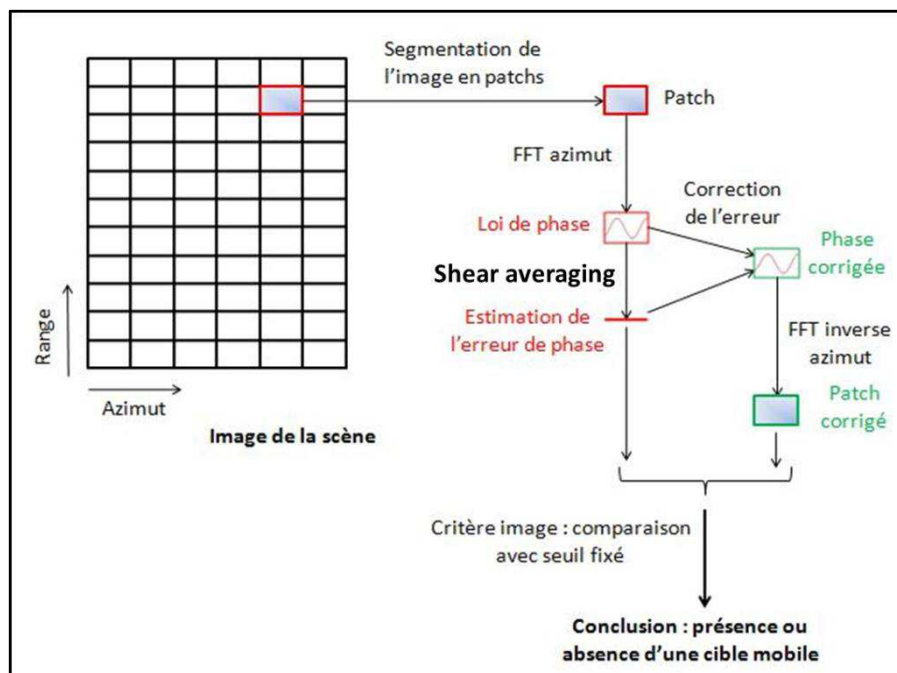 Segmentation de
l'image en patchs
Patch
FFT azimut
Correction
de l'erreur
Loi de phase
Phase
corrigée
Shear averaging
Estimation de
l'erreur de phase
FFT inverse
azimut
Range
Azimut
Patch
corrigé
Image de la scène
Critère image : comparaison
avec seuil fixé
Conclusion : présence ou
absence d'une cible mobile